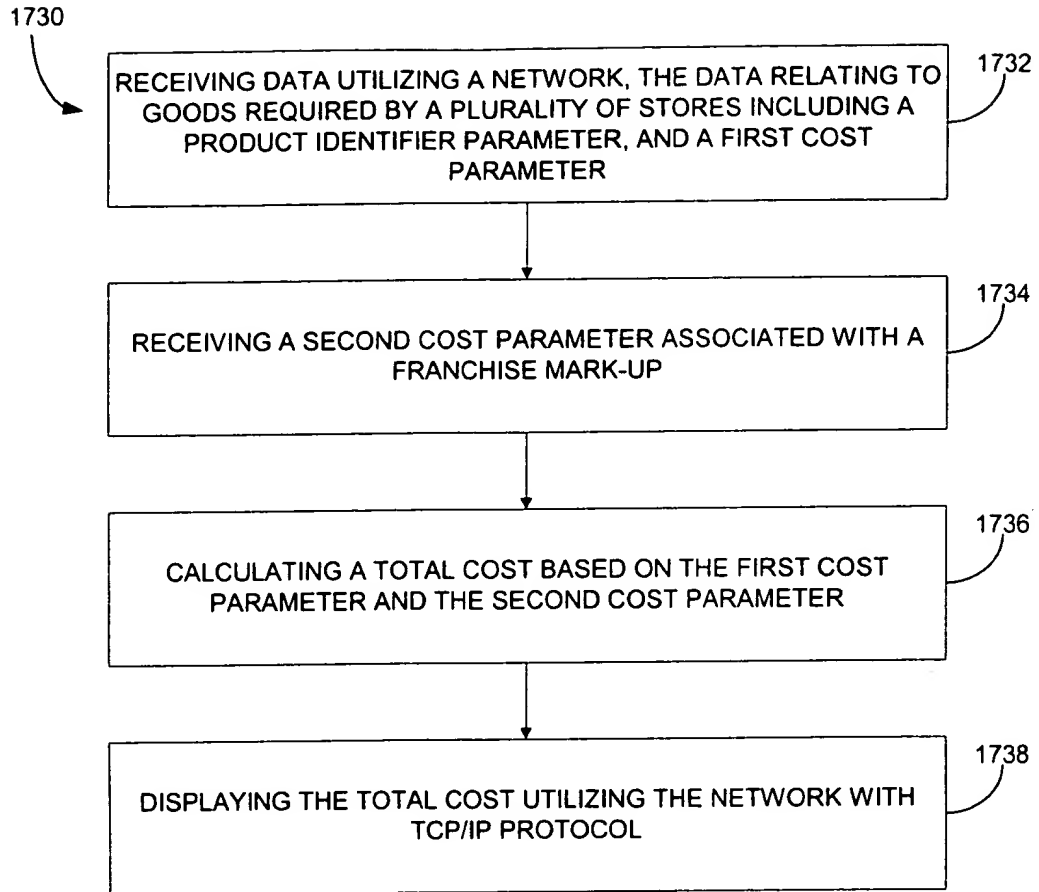 1730
1732
RECEIVING DATA UTILIZING A NETWORK, THE DATA RELATING TO
GOODS REQUIRED BY A PLURALITY OF STORES INCLUDING A
PRODUCT IDENTIFIER PARAMETER, AND A FIRST COST
PARAMETER
1734
RECEIVING A SECOND COST PARAMETER ASSOCIATED WITH A
FRANCHISE MARK-UP
1736
CALCULATING A TOTAL COST BASED ON THE FIRST COST
PARAMETER AND THE SECOND COST PARAMETER
1738
DISPLAYING THE TOTAL COST UTILIZING THE NETWORK WITH
TCP/IP PROTOCOL